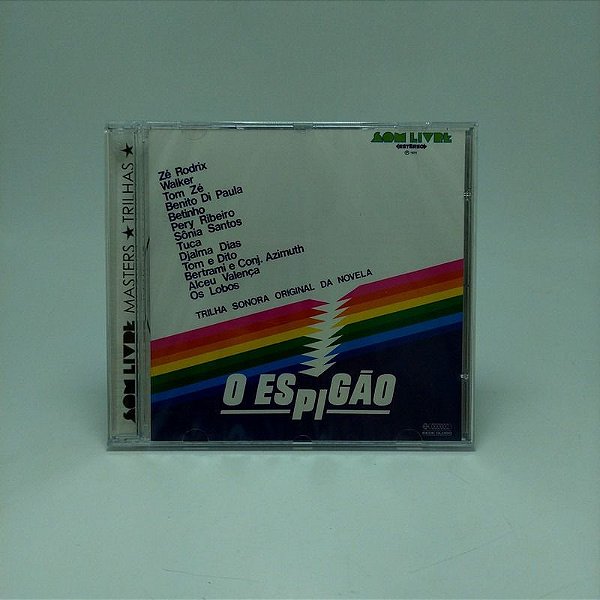 SOM LIVRE MASTERS ★ TRILHAS ★
SOM LIVRE
ESTÉREO
Zé Rodrix
Walker
Tom Zé
Benito Di Paula
Betinho
Pery Ribeiro
Sônia Santos
Tuca
Djalma Dias
Tom e Dito
Bertrami e Conj. Azimuth
Alceu Valença
Os Lobos
TRILHA SONORA ORIGINAL DA NOVELA
O ESPIGÃO